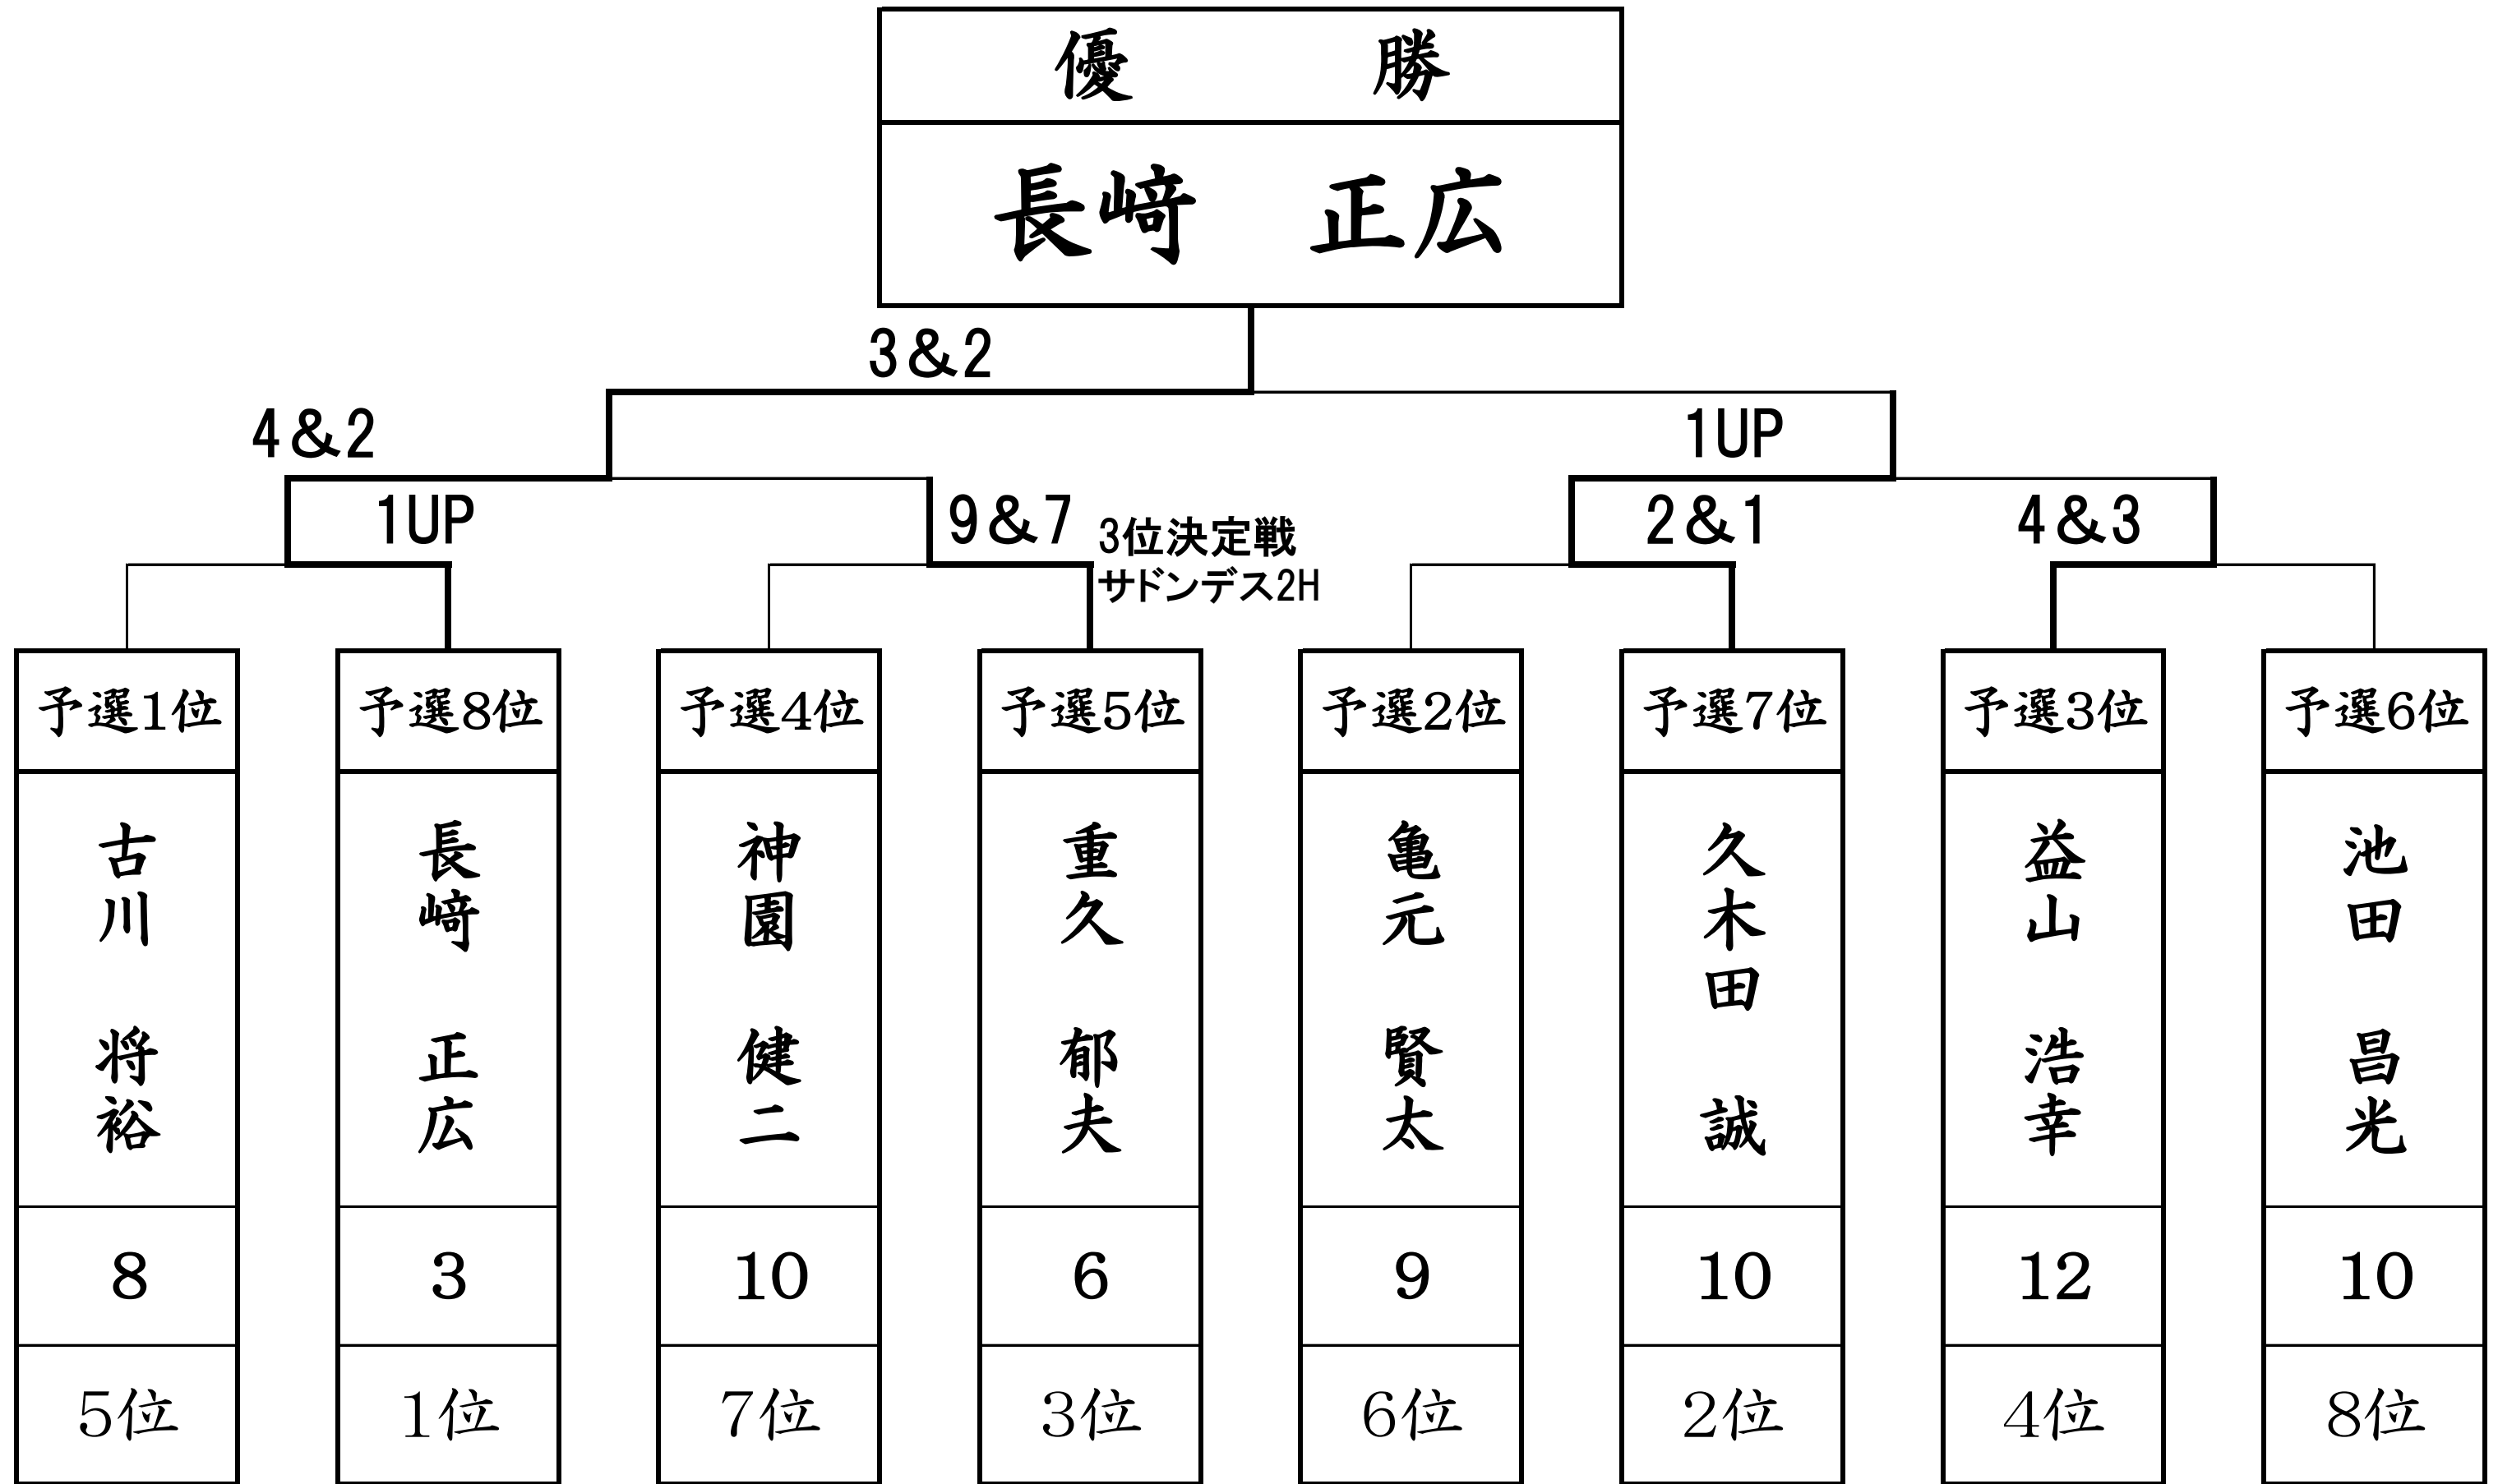 優　勝
長﨑　正広
3&2
4&2
1UP
1UP
9&7
2&1
4&3
3位決定戦
サドンデス2H
予選1位
予選8位
予選4位
予選5位
予選2位
予選7位
予選3位
予選6位
古川　将裕
長﨑　正広
神園　健二
重久　郁夫
亀元　賢太
久木田　誠
益山　浩幸
池田　昌光
8
3
10
6
9
10
12
10
5位
1位
7位
3位
6位
2位
4位
8位